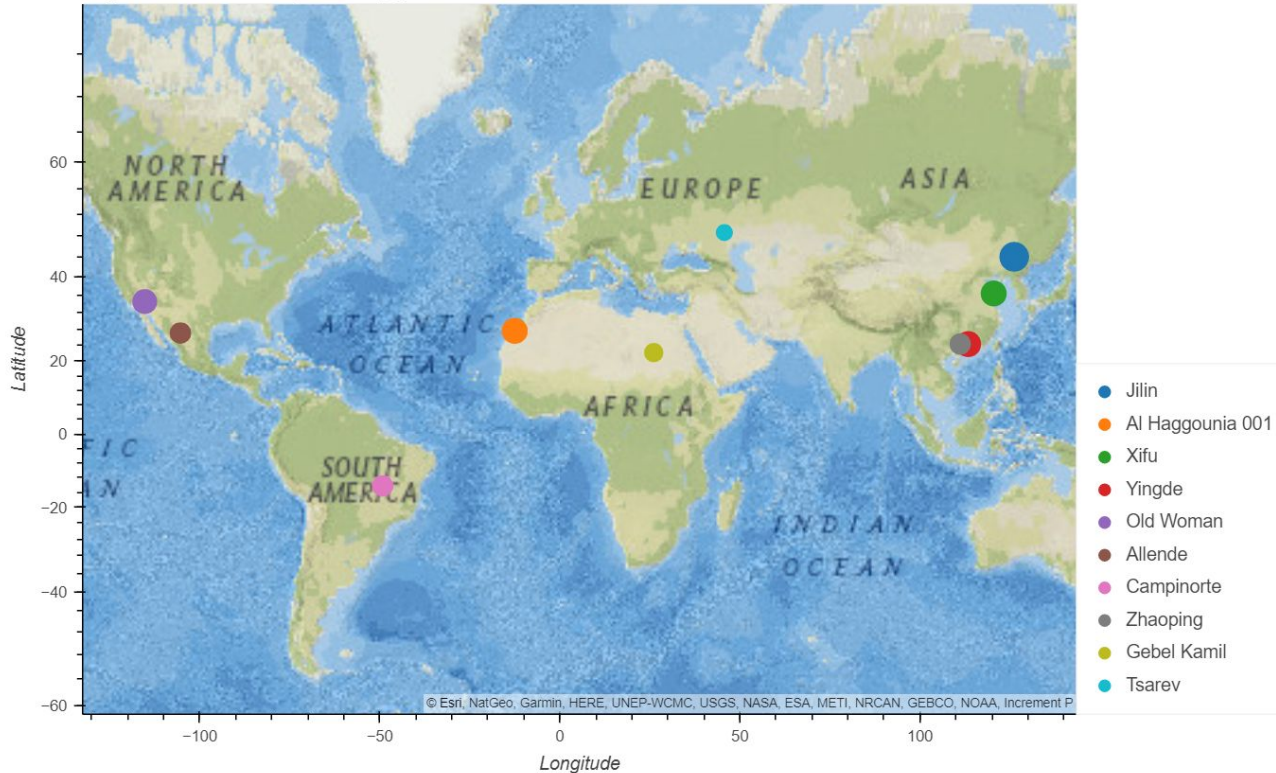 NORTH
AMERICA
EUROPE
ASIA
ATLANTIC
OCEAN
AFRICA
FIC
AN
SOUTH
AMERICA
INDIAN
OCEAN
© Esri, NatGeo, Garmin, HERE, UNEP-WCMC, USGS, NASA, ESA, METI, NRCAN, GEBCO, NOAA, Increment P
60
40
20
0
−20
−40
−60
Latitude
−100
−50
0
50
100
Longitude
Jilin
Al Haggounia 001
Xifu
Yingde
Old Woman
Allende
Campinorte
Zhaoping
Gebel Kamil
Tsarev